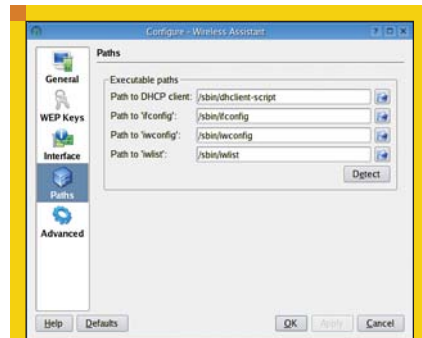 Configure - Wireless Assistant
Paths
General
WEP Keys
Interface
Paths
Advanced
Executable paths
Path to DHCP client: /sbin/dhclient-script
Path to 'ifconfig': /sbin/ifconfig
Path to 'iwconfig': /sbin/iwconfig
Path to 'iwlist': /sbin/iwlist
Detect
Help Defaults OK Apply Cancel